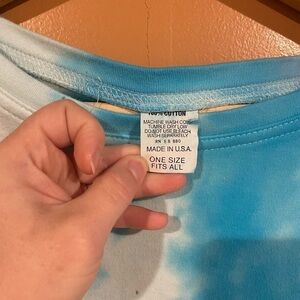 100% COTTON
MACHINE WASH COLD
TUMBLE DRY LOW
DO NOT USE BLEACH
WASH SEPARATELY
MADE IN U.S.A.
ONE SIZE
FITS ALL